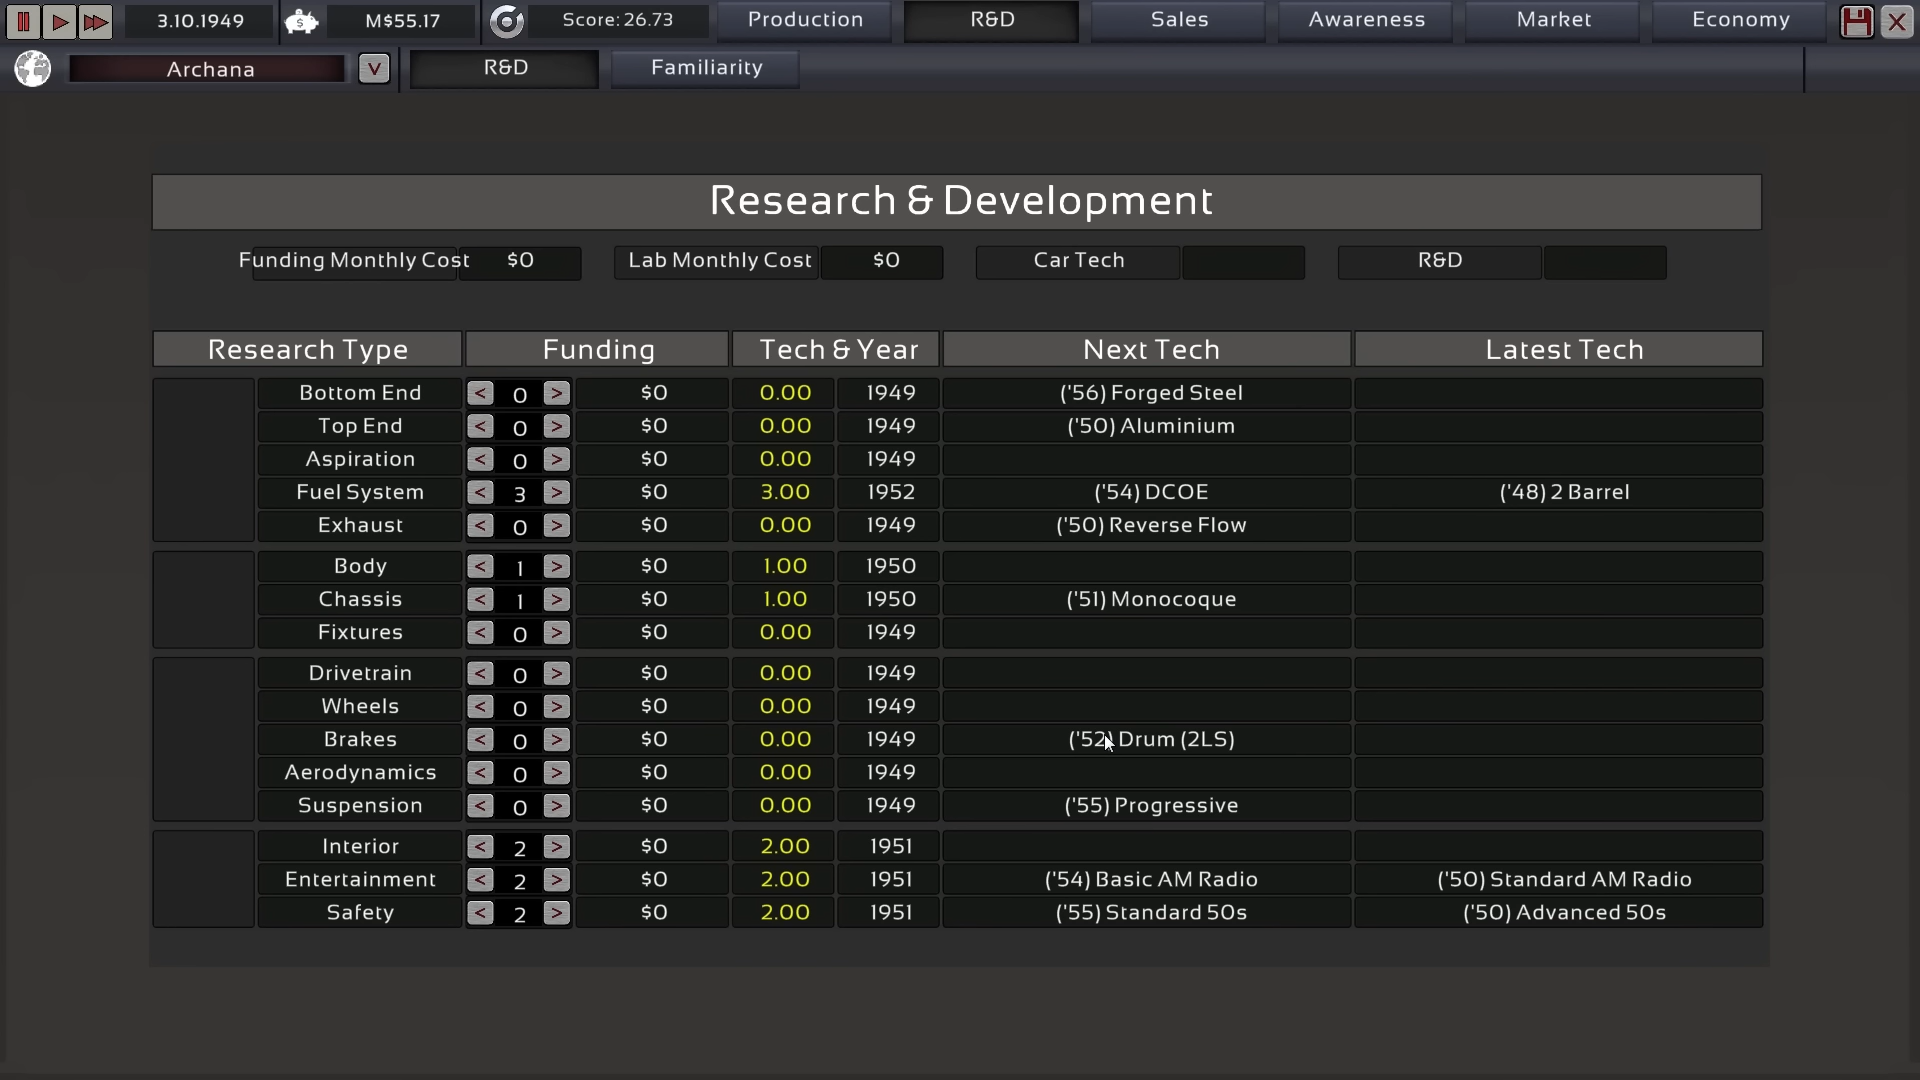 3.10.1949 M$55.17 Score: 26.73 Production R&D Sales Awareness Market Economy X
Archana V R&D Familiarity
Research & Development
Funding Monthly Cost $0 Lab Monthly Cost $0 Car Tech R&D
Research Type Funding Tech & Year Next Tech Latest Tech
Bottom End < 0 > $0 0.00 1949 ('56) Forged Steel
Top End < 0 > $0 0.00 1949 ('50) Aluminium
Aspiration < 0 > $0 0.00 1949
Fuel System < 3 > $0 3.00 1952 ('54) DCOE ('48) 2 Barrel
Exhaust < 0 > $0 0.00 1949 ('50) Reverse Flow
Body < 1 > $0 1.00 1950
Chassis < 1 > $0 1.00 1950 ('51) Monocoque
Fixtures < 0 > $0 0.00 1949
Drivetrain < 0 > $0 0.00 1949
Wheels < 0 > $0 0.00 1949
Brakes < 0 > $0 0.00 1949 ('52) Drum (2LS)
Aerodynamics < 0 > $0 0.00 1949
Suspension < 0 > $0 0.00 1949 ('55) Progressive
Interior < 2 > $0 2.00 1951
Entertainment < 2 > $0 2.00 1951 ('54) Basic AM Radio ('50) Standard AM Radio
Safety < 2 > $0 2.00 1951 ('55) Standard 50s ('50) Advanced 50s